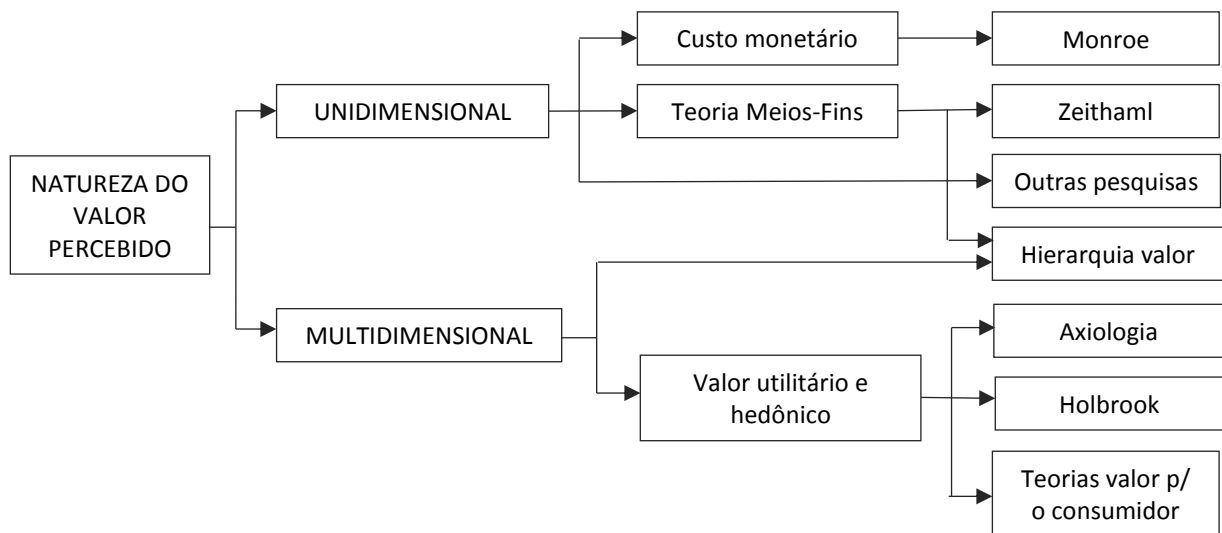 Custo monetário
Monroe
UNIDIMENSIONAL
Teoria Meios-Fins
Zeithaml
NATUREZA DO
VALOR
PERCEBIDO
Outras pesquisas
Hierarquia valor
MULTIDIMENSIONAL
Axiologia
Valor utilitário e
hedônico
Holbrook
Teorias valor p/
o consumidor